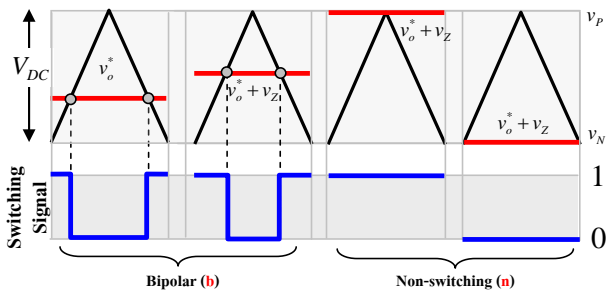 V_DC
v_o^*
v_o^* + v_Z
v_o^* + v_Z
v_o^* + v_Z
v_P
v_N
Switching
Signal
1
0
Bipolar (b)
Non-switching (n)